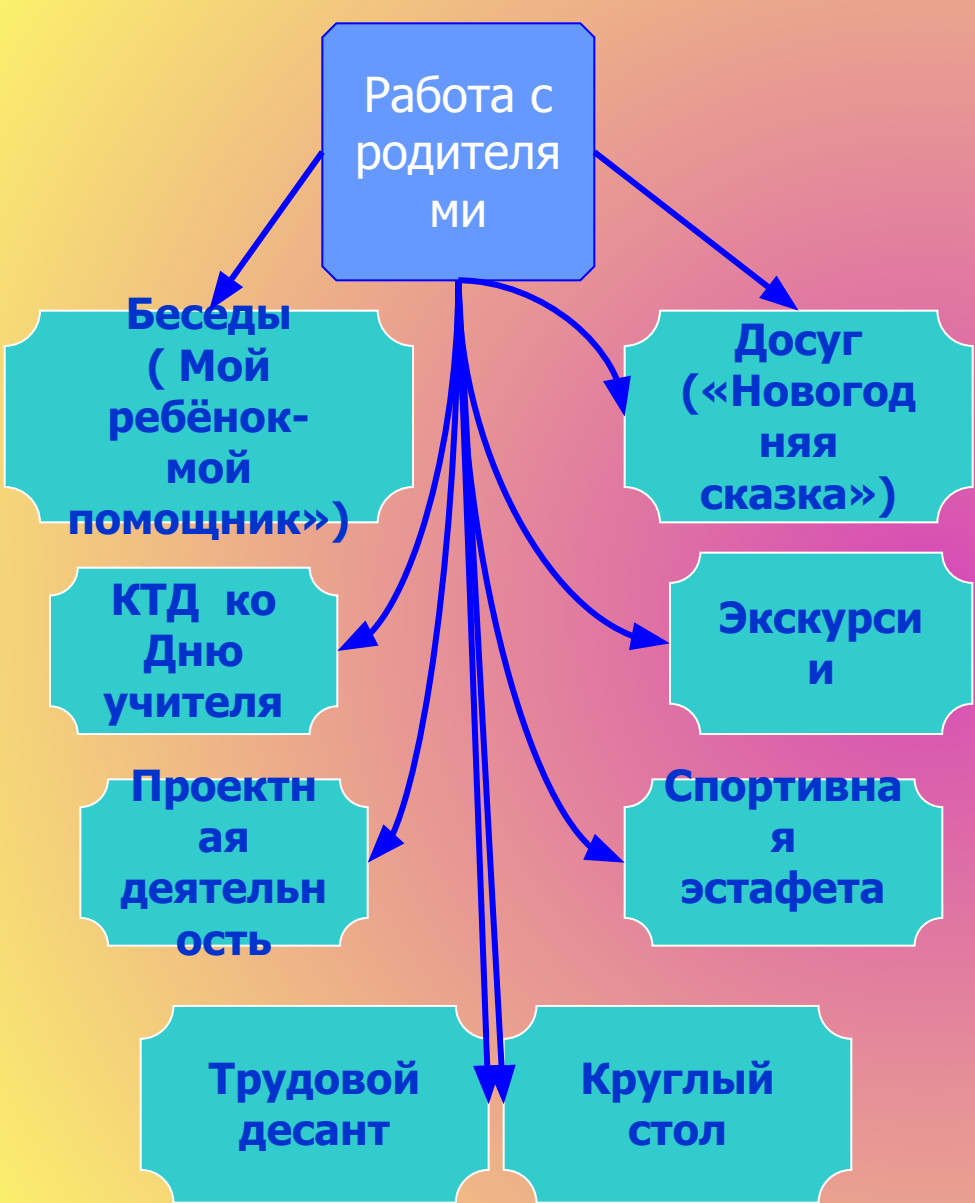 Работа с
родителя
ми
Беседы
( Мой
ребёнок-
мой
помощник»)
Досуг
(«Новогод
няя
сказка»)
КТД  ко
Дню
учителя
Экскурси
и
Проектн
ая
деятельн
ость
Спортивна
я
эстафета
Трудовой
десант
Круглый
стол